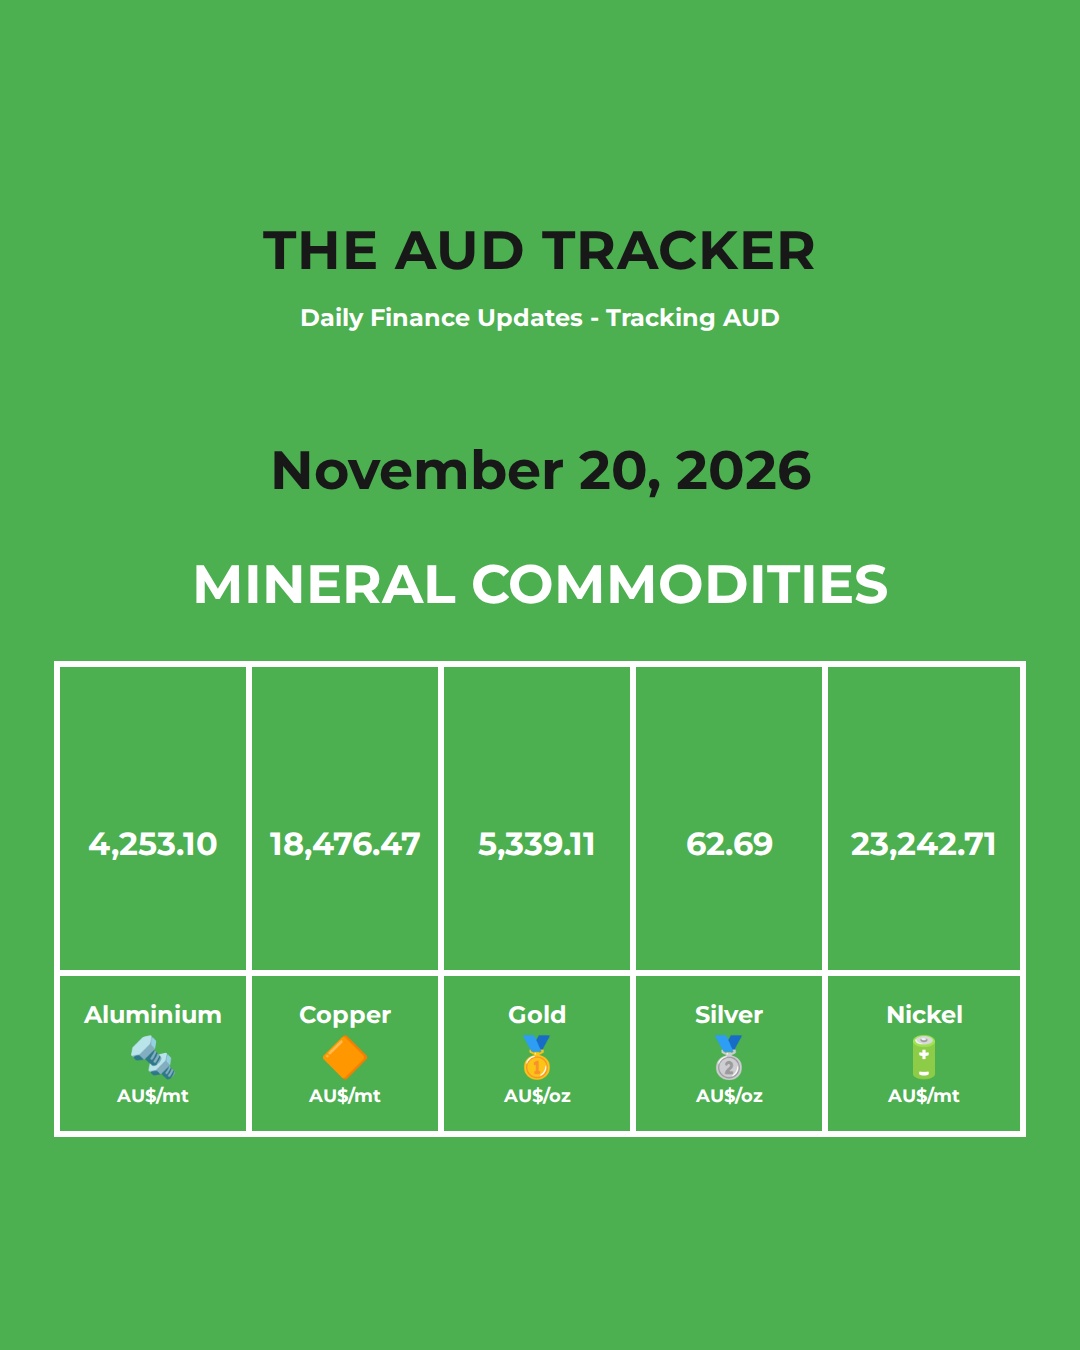 THE AUD TRACKER
Daily Finance Updates - Tracking AUD
November 20, 2026
MINERAL COMMODITIES
4,253.10 18,476.47 5,339.11 62.69 23,242.71
Aluminium Copper Gold Silver Nickel
AU$/mt AU$/mt AU$/oz AU$/oz AU$/mt